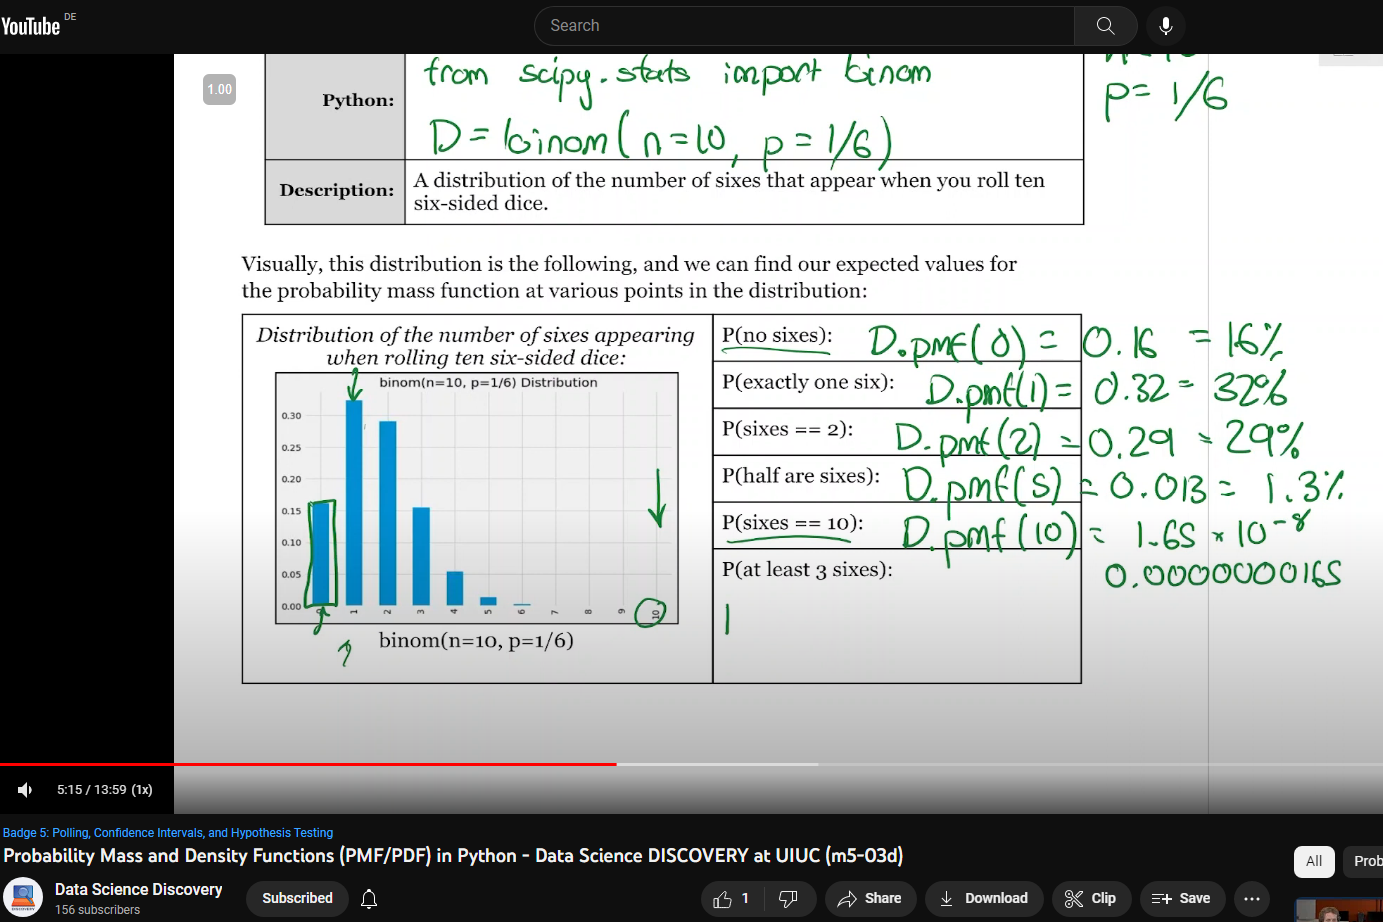 YouTube DE
Search
1.00
from scipy.stats import binom
Python:
D = binom(n=10, p=1/6)
p= 1/6
Description:
A distribution of the number of sixes that appear when you roll ten
six-sided dice.
Visually, this distribution is the following, and we can find our expected values for
the probability mass function at various points in the distribution:
Distribution of the number of sixes appearing
when rolling ten six-sided dice:
binom(n=10, p=1/6) Distribution
0.30
0.25
0.20
0.15
0.10
0.05
0.00
0 1 2 3 4 5 6 7 8 9 10
binom(n=10, p=1/6)
P(no sixes): D.pmf(0) = 0.16 = 16%
P(exactly one six): D.pmf(1) = 0.32 = 32%
P(sixes == 2): D.pmf(2) = 0.29 = 29%
P(half are sixes): D.pmf(5) = 0.013 = 1.3%
P(sixes == 10): D.pmf(10) = 1.65 * 10^-8
0.0000000165
P(at least 3 sixes):
5:15 / 13:59 (1x)
Badge 5: Polling, Confidence Intervals, and Hypothesis Testing
Probability Mass and Density Functions (PMF/PDF) in Python - Data Science DISCOVERY at UIUC (m5-03d)
All
Data Science Discovery
156 subscribers
Subscribed
1
Share
Download
Clip
Save